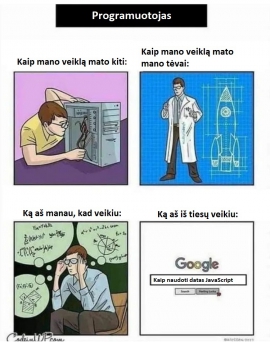 Programuotojas
Kaip mano veiklą mato kiti:
Kaip mano veiklą mato
mano tėvai:
Ką aš manau, kad veikiu:
Ką aš iš tiesų veikiu:
Google
Kaip naudoti datas JavaScript